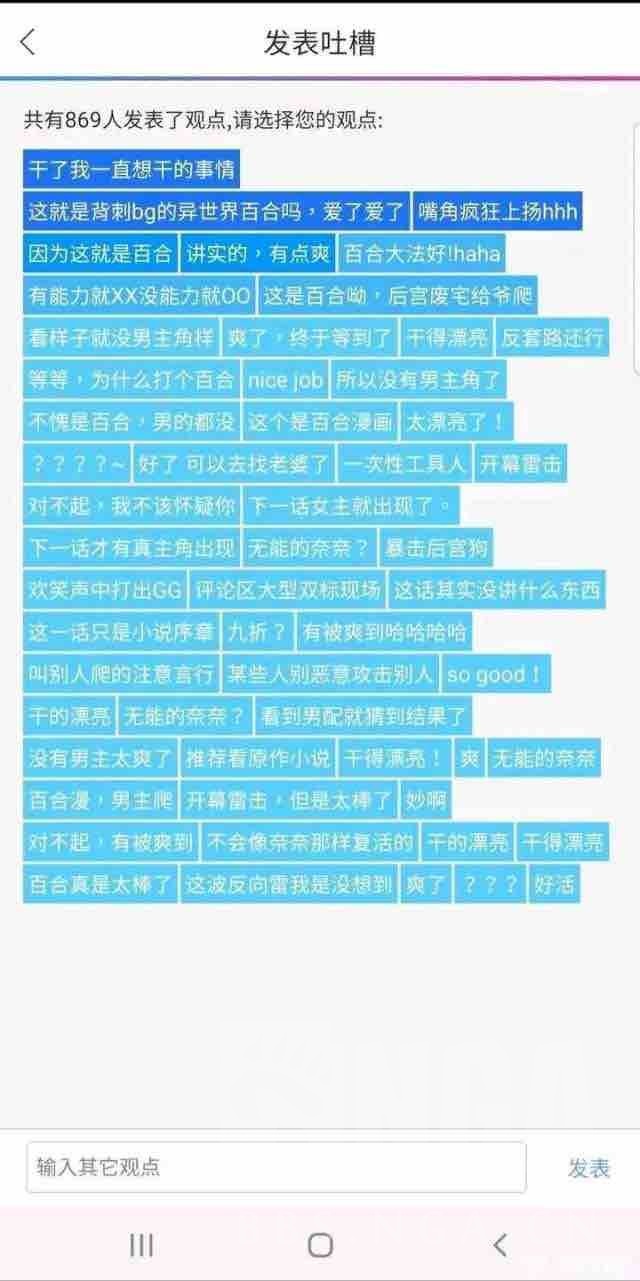 发表吐槽
共有869人发表了观点,请选择您的观点:
干了我一直想干的事情
这就是背刺bg的异世界百合吗，爱了爱了 嘴角疯狂上扬hhh
因为这就是百合 讲实的，有点爽 百合大法好!haha
有能力就XX没能力就OO 这是百合呦，后宫废宅给爷爬
看样子就没男主角样 爽了，终于等到了 干得漂亮 反套路还行
等等，为什么打个百合 nice job 所以没有男主角了
不愧是百合，男的都没 这个是百合漫画 太漂亮了！
？？？？~ 好了 可以去找老婆了 一次性工具人 开幕雷击
对不起，我不该怀疑你 下一话女主就出现了。
下一话才有真主角出现 无能的奈奈？ 暴击后宫狗
欢笑声中打出GG 评论区大型双标现场 这话其实没讲什么东西
这一话只是小说序章 九折？ 有被爽到哈哈哈哈
叫别人爬的注意言行 某些人别恶意攻击别人 so good！
干的漂亮 无能的奈奈？ 看到男配就猜到结果了
没有男主太爽了 推荐看原作小说 干得漂亮！ 爽 无能的奈奈
百合漫，男主爬 开幕雷击，但是太棒了 妙啊
对不起，有被爽到 不会像奈奈那样复活的 干的漂亮 干得漂亮
百合真是太棒了 这波反向雷我是没想到 爽了 ？？？ 好活
输入其它观点 发表